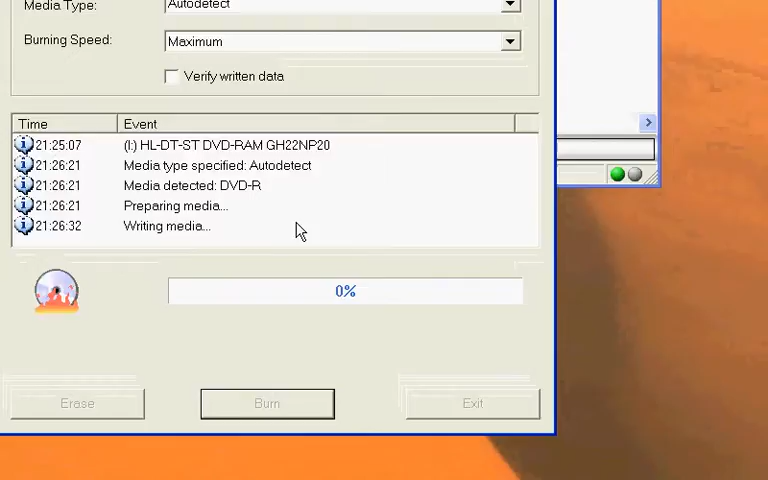 Media Type: Autodetect
Burning Speed: Maximum
Verify written data
Time Event
21:25:07 (I:) HL-DT-ST DVD-RAM GH22NP20
21:26:21 Media type specified: Autodetect
21:26:21 Media detected: DVD-R
21:26:21 Preparing media...
21:26:32 Writing media...
0%
Erase Burn Exit